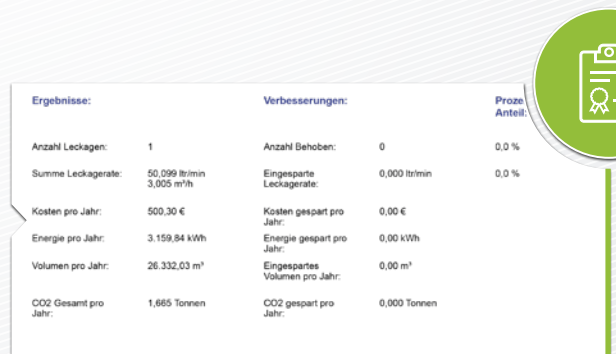 Ergebnisse: Verbesserungen: Proze
Anteil:
Anzahl Leckagen: 1 Anzahl Behoben: 0 0,0 %
Summe Leckagerate: 50,099 ltr/min Eingesparte 0,000 ltr/min 0,0 %
3,005 m³/h Leckagerate:
Kosten pro Jahr: 500,30 € Kosten gespart pro 0,00 €
Jahr:
Energie pro Jahr: 3.159,84 kWh Energie gespart pro 0,00 kWh
Jahr:
Volumen pro Jahr: 26.332,03 m³ Eingespartes 0,00 m³
Volumen pro Jahr:
CO2 Gesamt pro 1,665 Tonnen CO2 gespart pro 0,000 Tonnen
Jahr: Jahr: